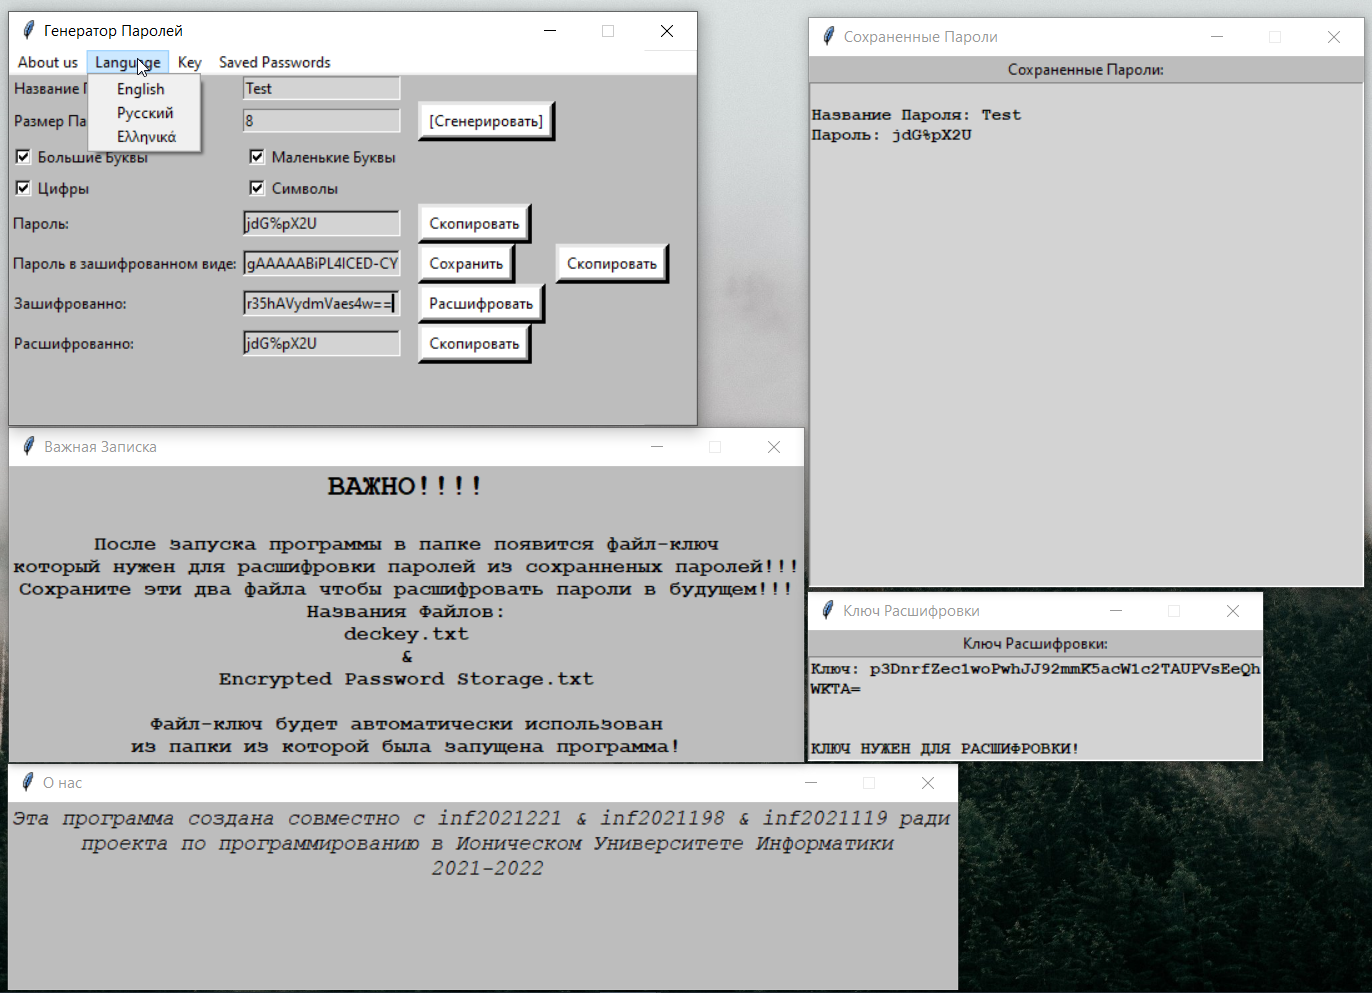 Генератор Паролей
About us Language Key Saved Passwords
English
Русский
Ελληνικά
Название Test
Размер Па 8 [Сгенерировать]
Большие Буквы Маленькие Буквы
Цифры Символы
Пароль: jdG%pX2U Скопировать
Пароль в зашифрованном виде: gAAAAABiPL4ICED-CY Сохранить Скопировать
Зашифрованно: r35hAVydmVaes4w== Расшифровать
Расшифрованно: jdG%pX2U Скопировать
Сохраненные Пароли
Сохраненные Пароли:
Название Пароля: Test
Пароль: jdG%pX2U
Важная Записка
ВАЖНО!!!!
После запуска программы в папке появится файл-ключ
который нужен для расшифровки паролей из сохранненых паролей!!!
Сохраните эти два файла чтобы расшифровать пароли в будущем!!!
Названия Файлов:
deckey.txt
&
Encrypted Password Storage.txt
Файл-ключ будет автоматически использован
из папки из которой была запущена программа!
Ключ Расшифровки
Ключ Расшифровки:
Ключ: p3DnrfZec1woPwhJJ92mmK5acW1c2TAUPVsEeQh
WKTA=
КЛЮЧ НУЖЕН ДЛЯ РАСШИФРОВКИ!
О нас
Эта программа создана совместно с inf2021221 & inf2021198 & inf2021119 ради
проекта по программированию в Ионическом Университете Информатики
2021-2022